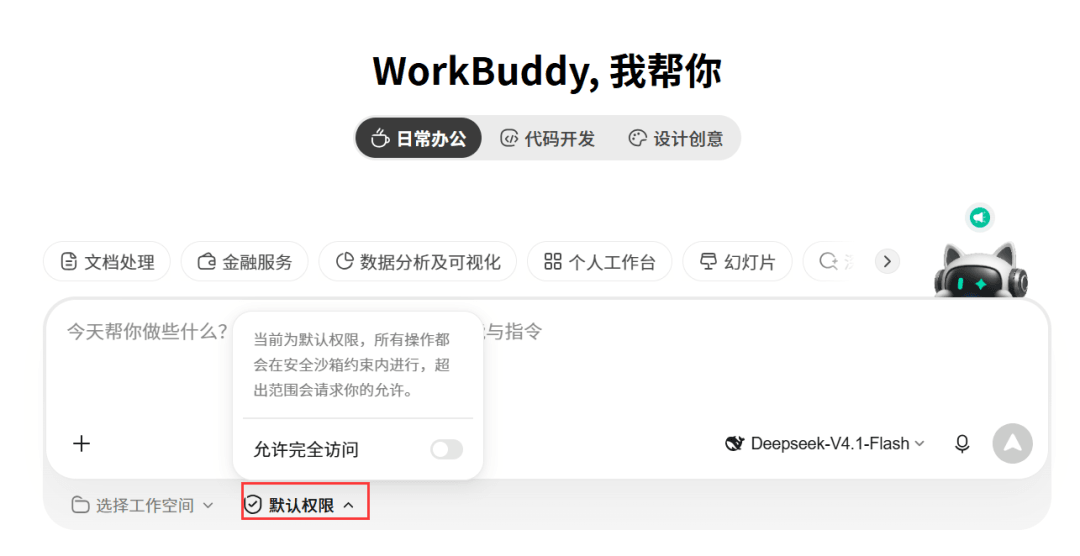 WorkBuddy, 我帮你
日常办公 代码开发 设计创意
文档处理 金融服务 数据分析及可视化 个人工作台 幻灯片
今天帮你做些什么? 与指令
当前为默认权限，所有操作都
会在安全沙箱约束内进行，超
出范围会请求你的允许。
允许完全访问
Deepseek-V4.1-Flash
选择工作空间 默认权限